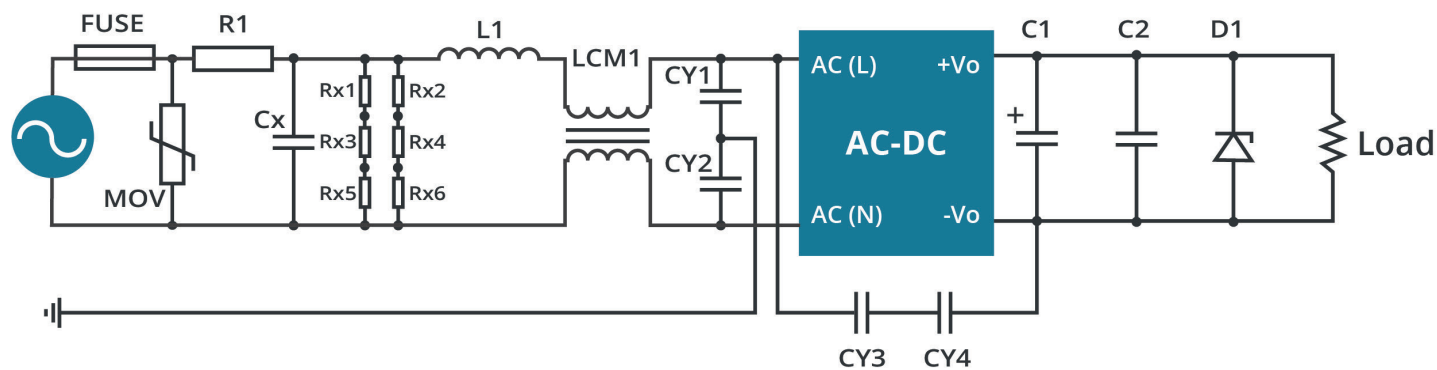 FUSE R1 L1 LCM1 C1 C2 D1
CY1 AC (L) +Vo
Rx1 Rx2
Cx + 
Rx3 Rx4 AC-DC Load
CY2
MOV Rx5 Rx6
AC (N) -Vo
CY3 CY4